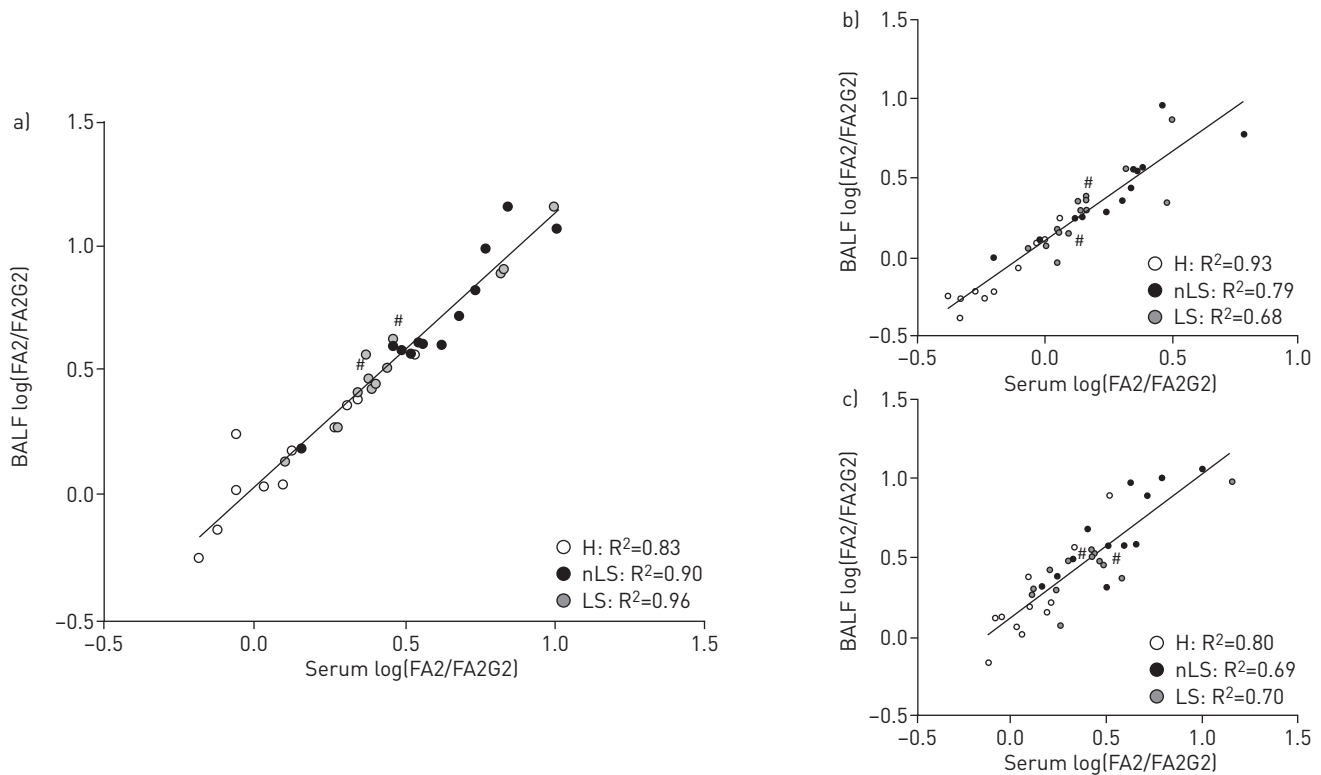 a)
1.5
1.0
0.5
0.0
–0.5
BALF log(FA2/FA2G2)
#
#
H: R²=0.83
nLS: R²=0.90
LS: R²=0.96
–0.5 0.0 0.5 1.0 1.5
Serum log(FA2/FA2G2)
b)
1.5
1.0
0.5
0.0
–0.5
BALF log(FA2/FA2G2)
#
#
H: R²=0.93
nLS: R²=0.79
LS: R²=0.68
–0.5 0.0 0.5 1.0
Serum log(FA2/FA2G2)
c)
1.5
1.0
0.5
0.0
–0.5
BALF log(FA2/FA2G2)
# #
H: R²=0.80
nLS: R²=0.69
LS: R²=0.70
–0.5 0.0 0.5 1.0 1.5
Serum log(FA2/FA2G2)